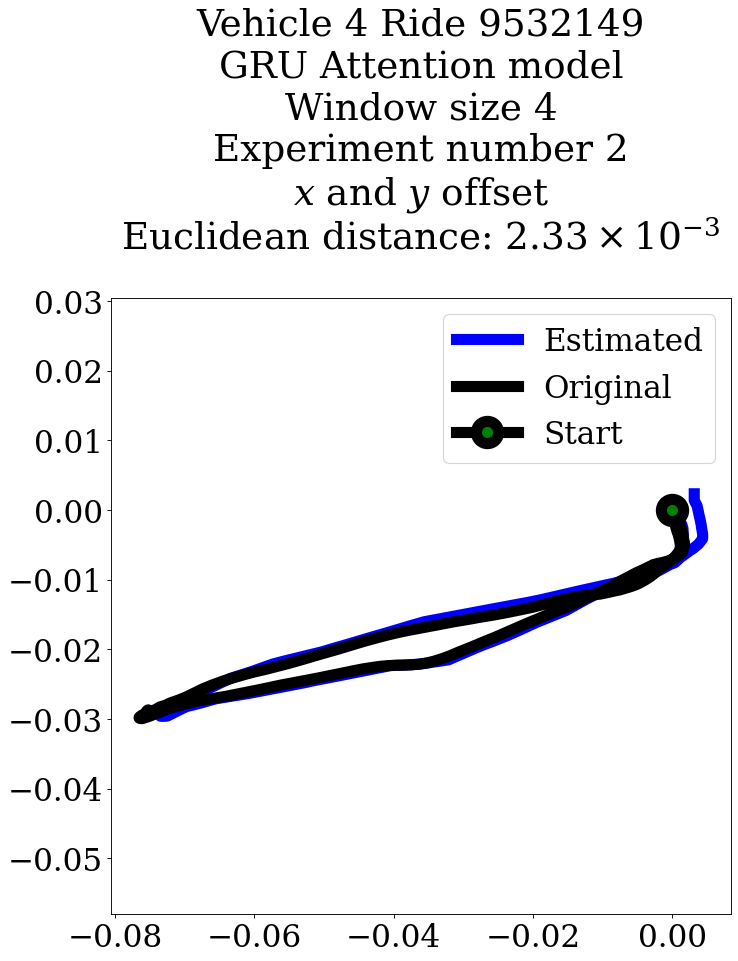 Vehicle 4 Ride 9532149
GRU Attention model
Window size 4
Experiment number 2
x and y offset
Euclidean distance: 2.33 × 10⁻³
0.03
0.02
0.01
0.00
−0.01
−0.02
−0.03
−0.04
−0.05
Estimated
Original
Start
−0.08 −0.06 −0.04 −0.02 0.00